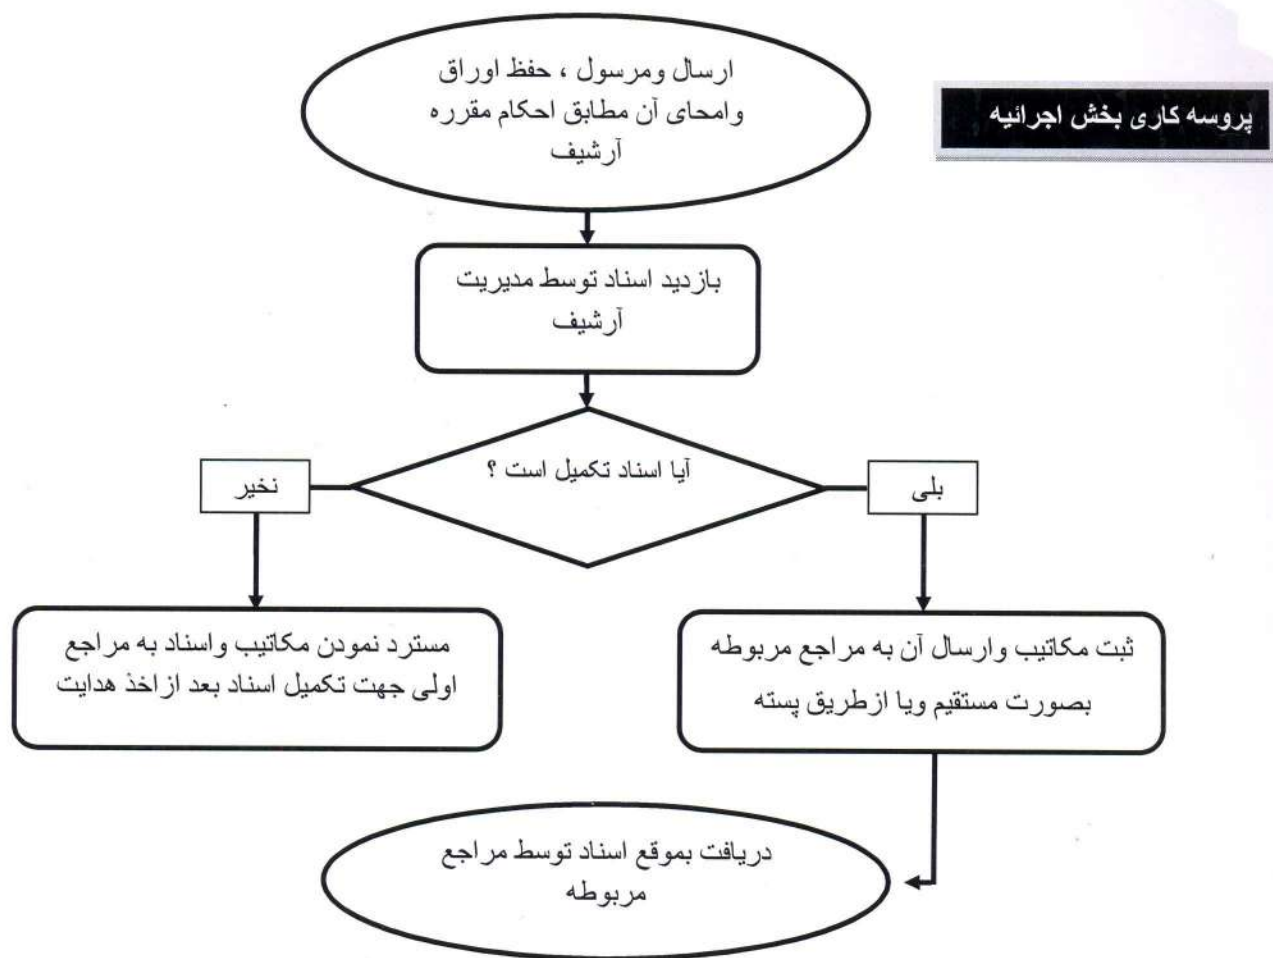 پروسه کاری بخش اجرائیه
ارسال ومرسول ، حفظ اوراق
وامحای آن مطابق احکام مقرره
آرشیف
بازدید اسناد توسط مدیریت
آرشیف
آیا اسناد تکمیل است ؟
بلی
نخیر
ثبت مکاتیب وارسال آن به مراجع مربوطه
بصورت مستقیم ویا ازطریق پسته
مسترد نمودن مکاتیب واسناد به مراجع
اولی جهت تکمیل اسناد بعد ازاخذ هدایت
دریافت بموقع اسناد توسط مراجع
مربوطه